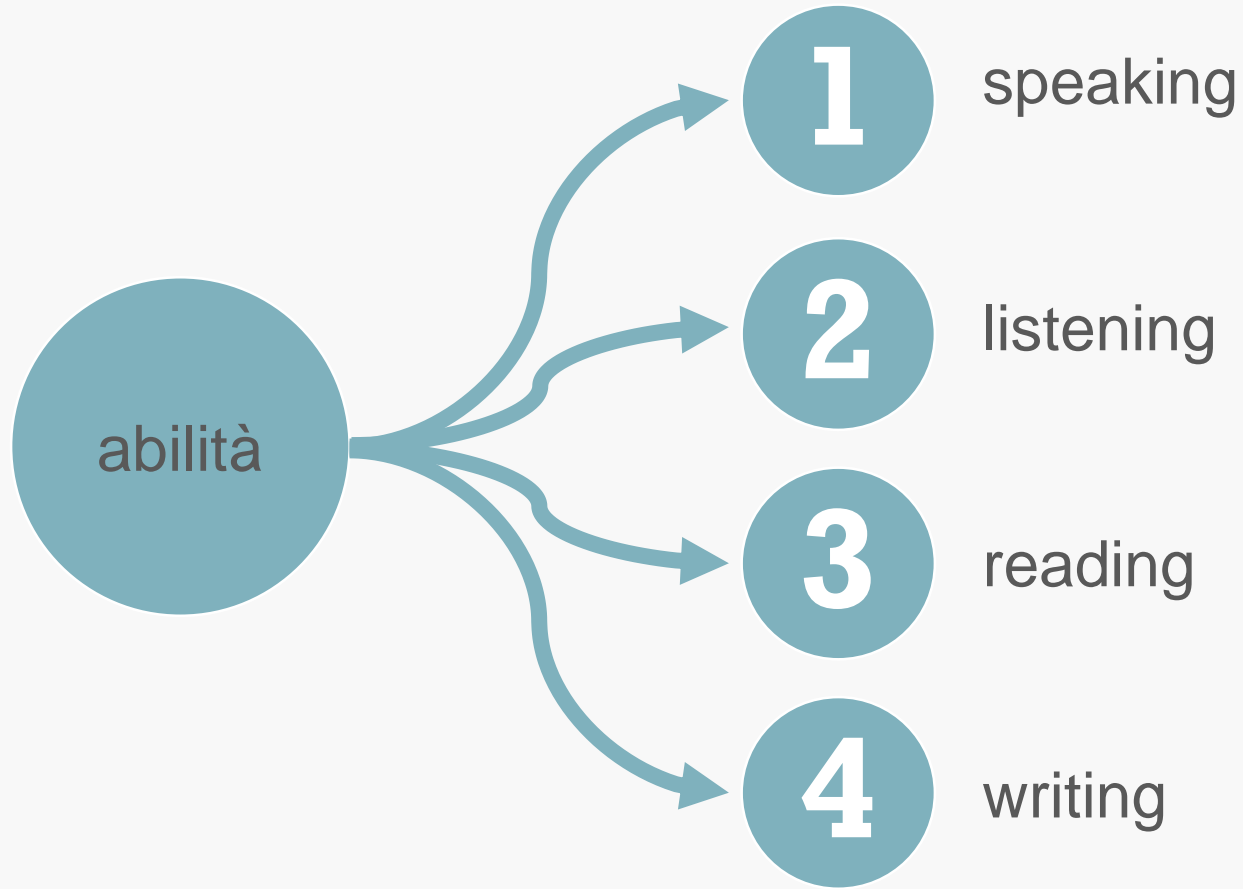 abilità
1 speaking
2 listening
3 reading
4 writing